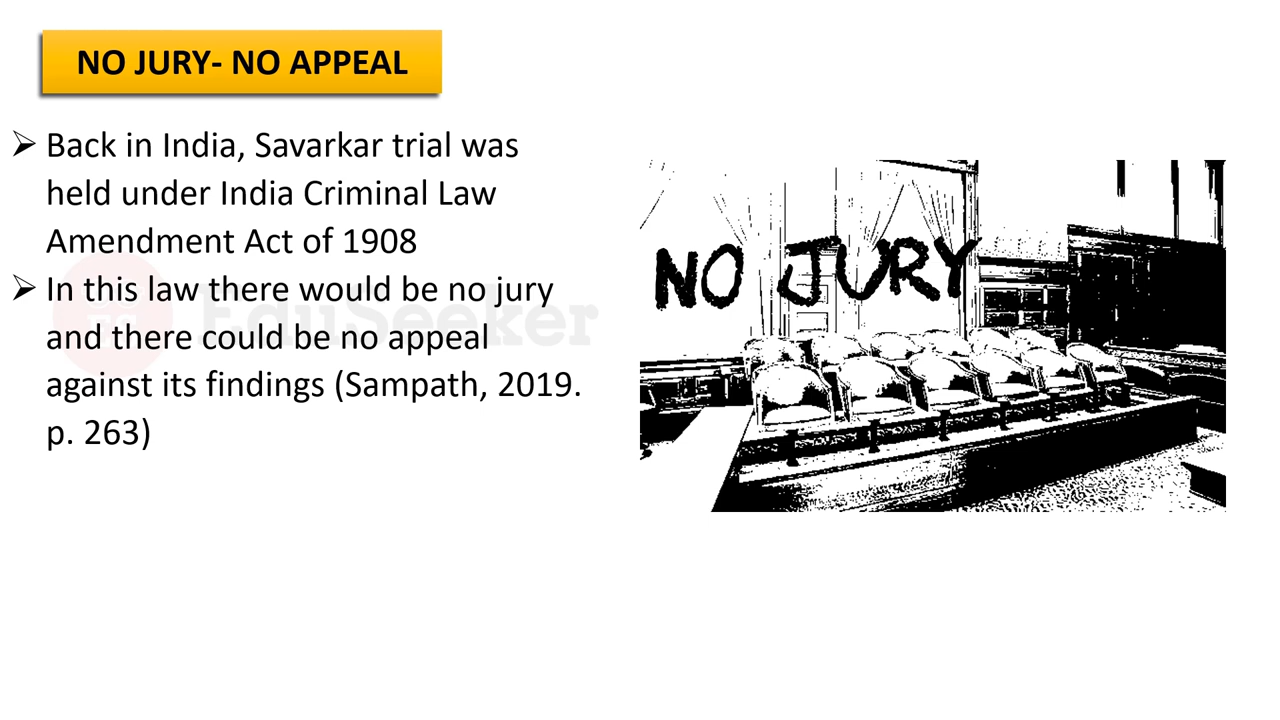 NO JURY- NO APPEAL
➢ Back in India, Savarkar trial was
held under India Criminal Law
Amendment Act of 1908
➢ In this law there would be no jury
and there could be no appeal
against its findings (Sampath, 2019.
p. 263)
EduSeeker
NO JURY